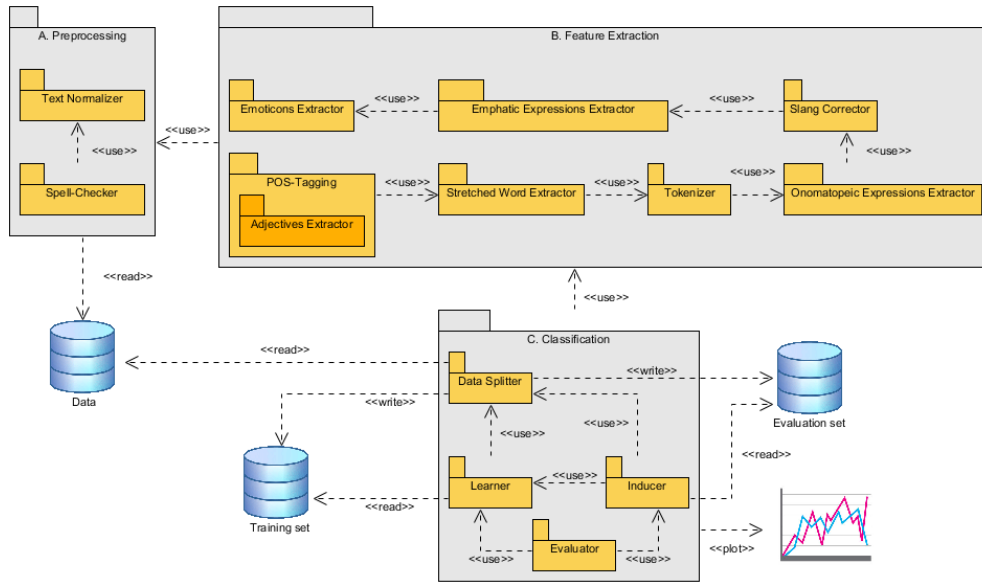 A. Preprocessing
Text Normalizer
<<use>>
Spell-Checker
<<use>>
B. Feature Extraction
Emoticons Extractor
<<use>>
Emphatic Expressions Extractor
<<use>>
Slang Corrector
<<use>>
POS-Tagging
Adjectives Extractor
<<use>>
Stretched Word Extractor
<<use>>
Tokenizer
<<use>>
Onomatopeic Expressions Extractor
<<read>>
<<use>>
Data
<<read>>
C. Classification
Data Splitter
<<write>>
<<write>>
Evaluation set
<<use>>
<<use>>
<<read>>
Training set
<<read>>
Learner
<<use>>
Inducer
Evaluator
<<use>>
<<use>>
<<plot>>